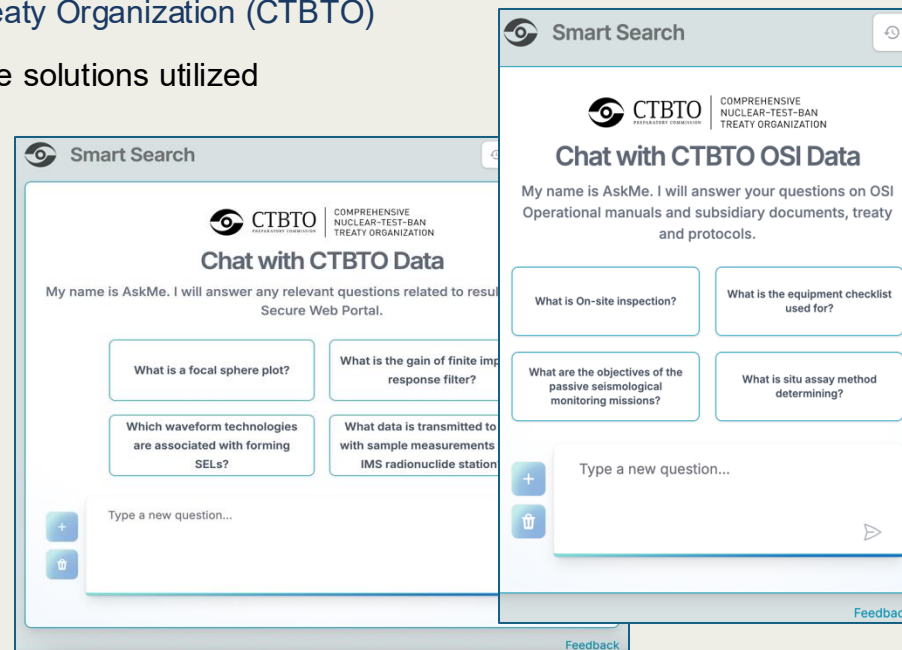 eaty Organization (CTBTO)
e solutions utilized
Smart Search
CTBTO
PREPARATORY COMMISSION
COMPREHENSIVE
NUCLEAR-TEST-BAN
TREATY ORGANIZATION
Chat with CTBTO Data
My name is AskMe. I will answer any relevant questions related to
Secure Web Portal.
What is a focal sphere plot?
What is the gain of finite
response filter?
Which waveform technologies
are associated with forming
SELs?
What data is transmitted to
with sample measurements
IMS radionuclide station
Type a new question...
Feedback
Smart Search
CTBTO
PREPARATORY COMMISSION
COMPREHENSIVE
NUCLEAR-TEST-BAN
TREATY ORGANIZATION
Chat with CTBTO OSI Data
My name is AskMe. I will answer your questions on OSI
Operational manuals and subsidiary documents, treaty
and protocols.
What is On-site inspection?
What is the equipment checklist
used for?
What are the objectives of the
passive seismological
monitoring missions?
What is situ assay method
determining?
Type a new question...
Feedbac